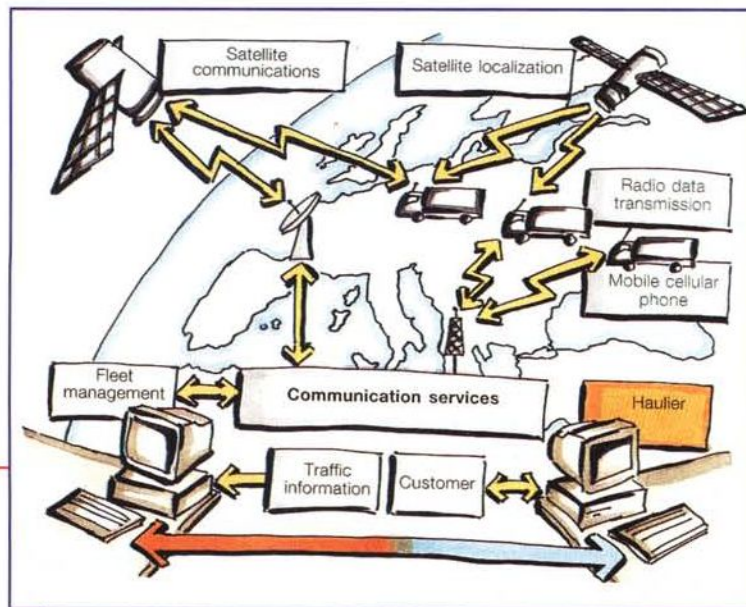 Satellite
communications
Satellite localization
Radio data
transmission
Mobile cellular
phone
Fleet
management
Communication services
Haulier
Traffic
information
Customer